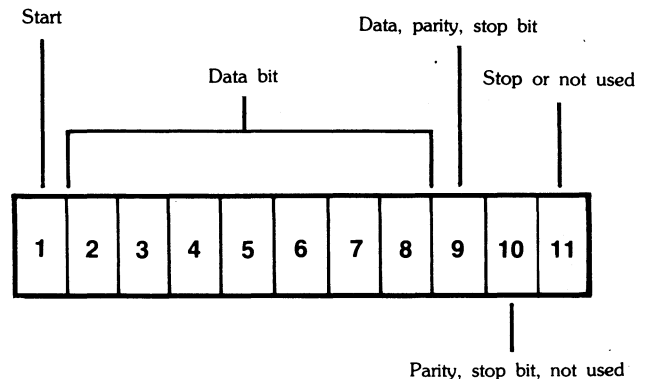 Start
Data, parity, stop bit
Data bit
Stop or not used
1 2 3 4 5 6 7 8 9 10 11
Parity, stop bit, not used